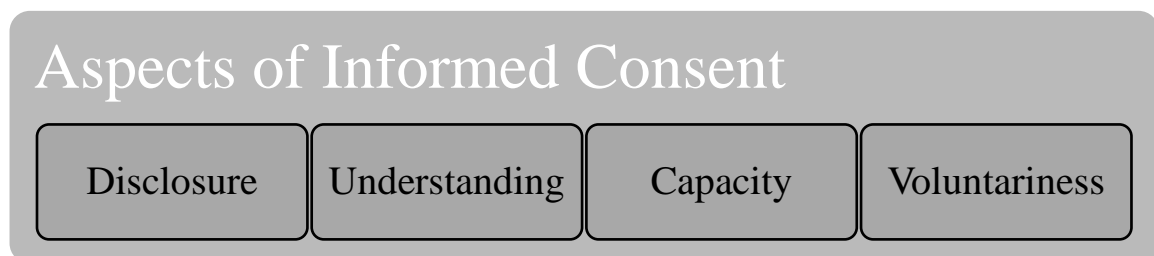 Aspects of Informed Consent
Disclosure Understanding Capacity Voluntariness